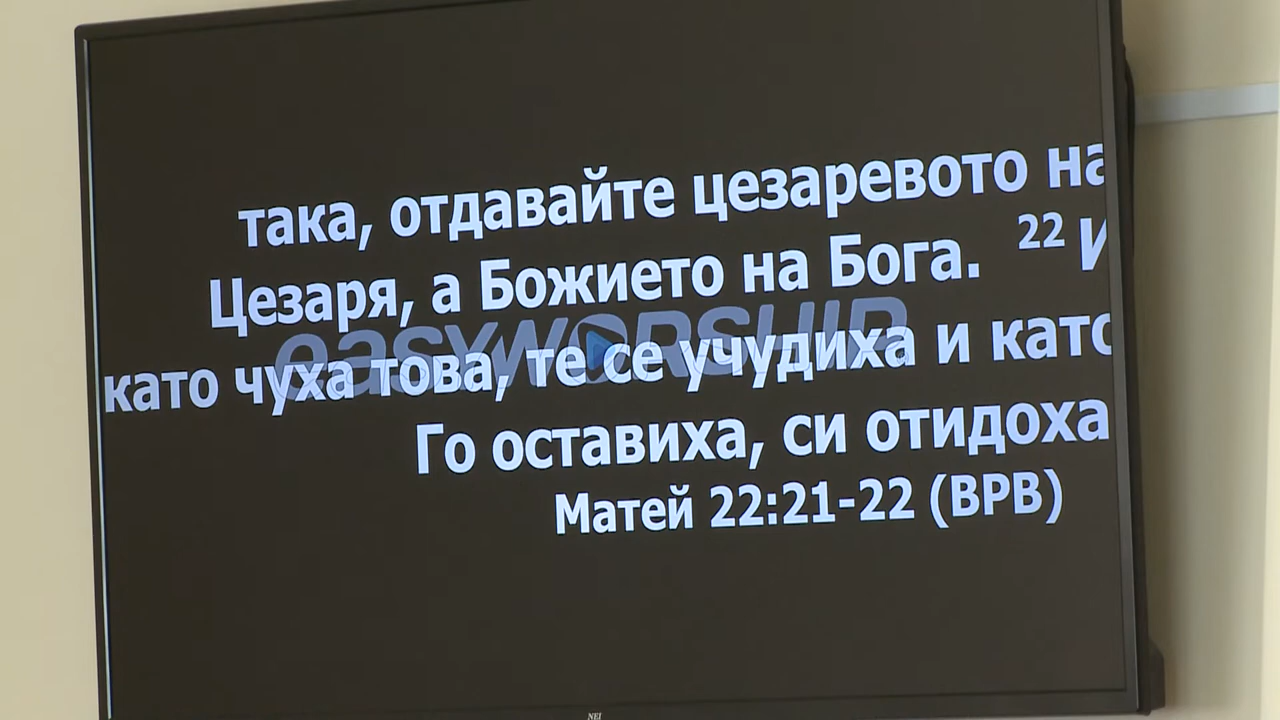 така, отдавайте цезаревото на
Цезаря, а Божието на Бога. 22 И
като чуха това, те се учудиха и като
easyworship
Го оставиха, си отидоха
Матей 22:21-22 (ВРВ)
NEI